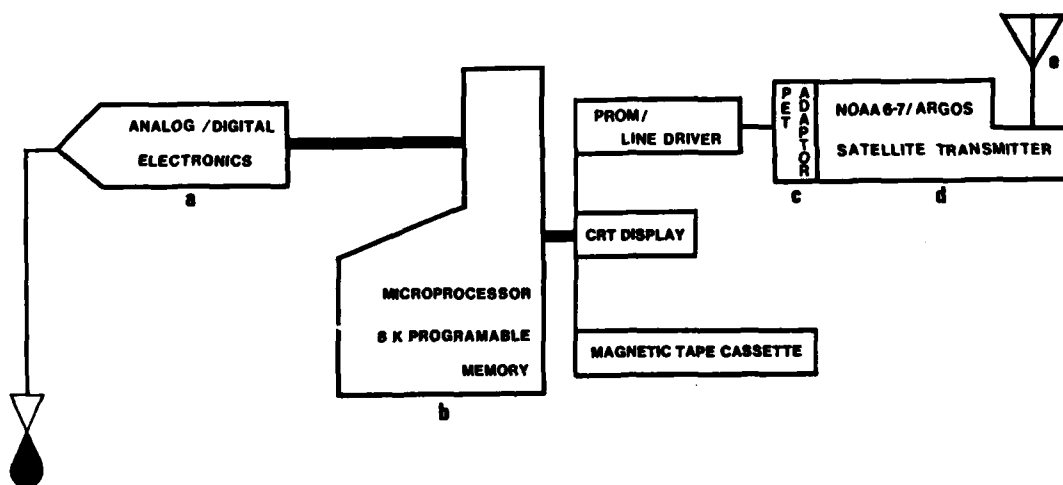 ANALOG / DIGITAL
ELECTRONICS
a
MICROPROCESSOR
8 K PROGRAMABLE
MEMORY
b
PROM/
LINE DRIVER
CRT DISPLAY
MAGNETIC TAPE CASSETTE
PET
ADAPTOR
c
NOAA 6-7/ ARGOS
SATELLITE TRANSMITTER
d
e